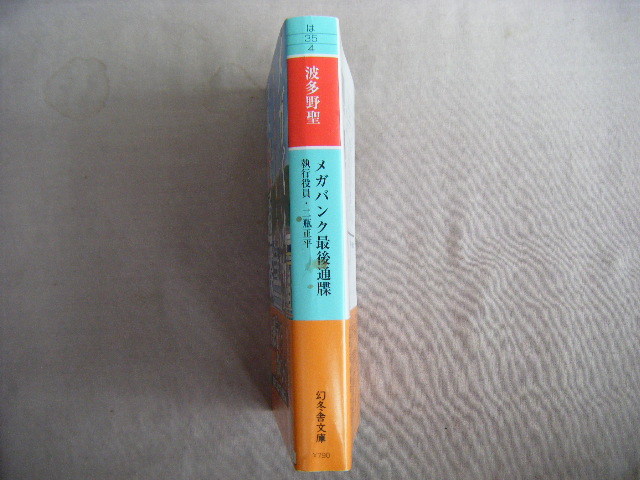 は
35
4
波多野聖
メガバンク最後通牒
執行役員・二瓶正平
幻冬舎文庫
¥790